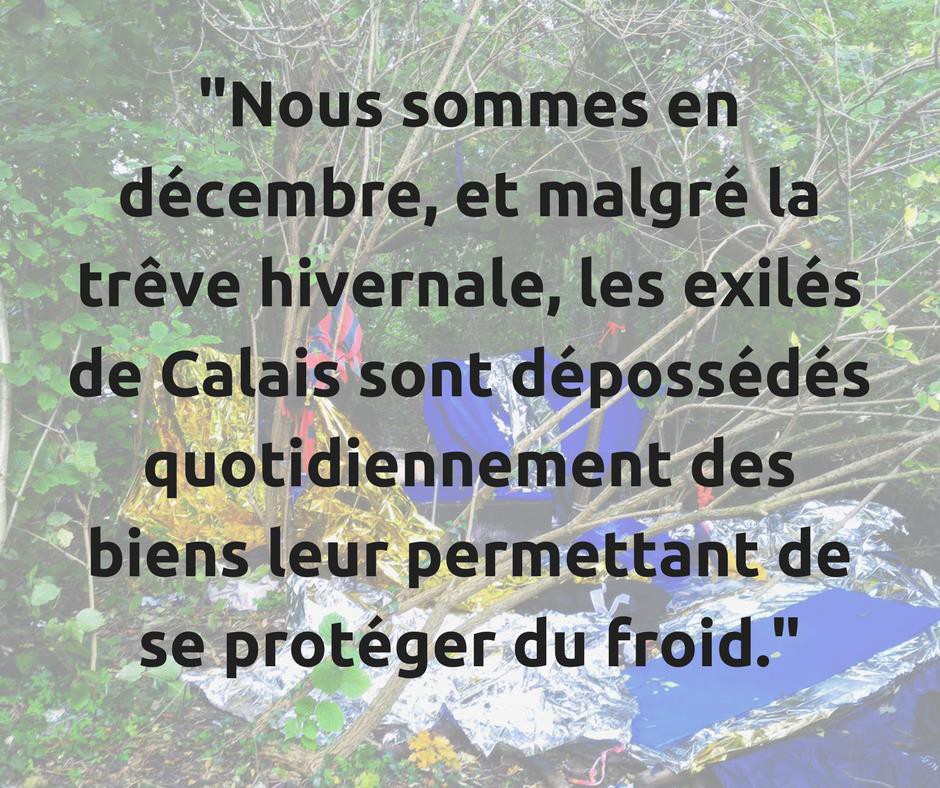 "Nous sommes en
décembre, et malgré la
trêve hivernale, les exilés
de Calais sont dépossédés
quotidiennement des
biens leur permettant de
se protéger du froid."